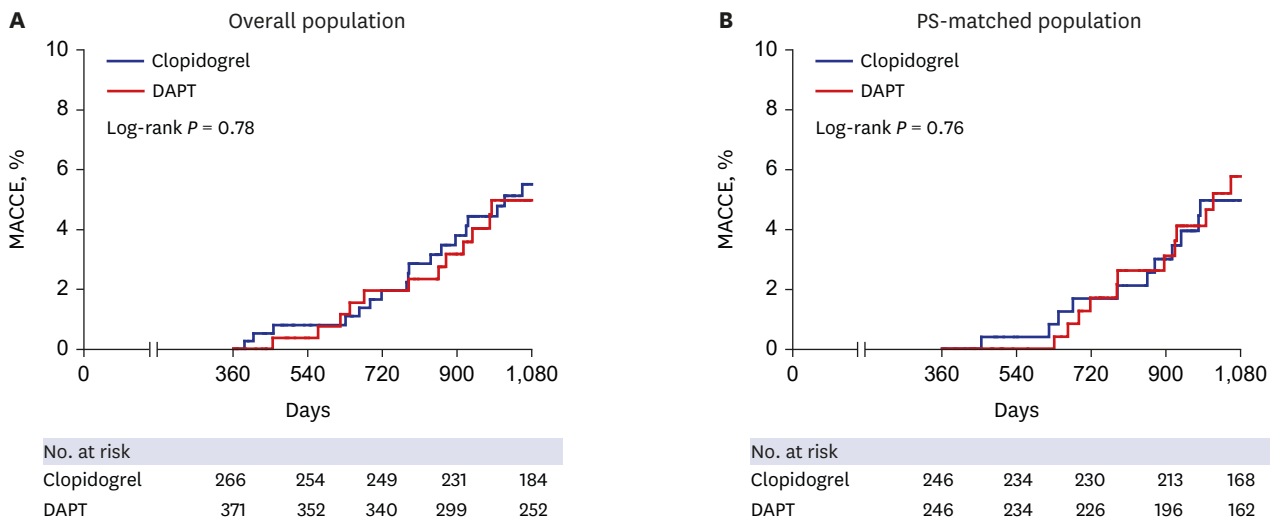 A Overall population
10
8
6
4
2
0
MACCE, %
Clopidogrel
DAPT
Log-rank P = 0.78
0 360 540 720 900 1,080
Days
No. at risk
Clopidogrel 266 254 249 231 184
DAPT 371 352 340 299 252
B PS-matched population
10
8
6
4
2
0
MACCE, %
Clopidogrel
DAPT
Log-rank P = 0.76
0 360 540 720 900 1,080
Days
No. at risk
Clopidogrel 246 234 230 213 168
DAPT 246 234 226 196 162